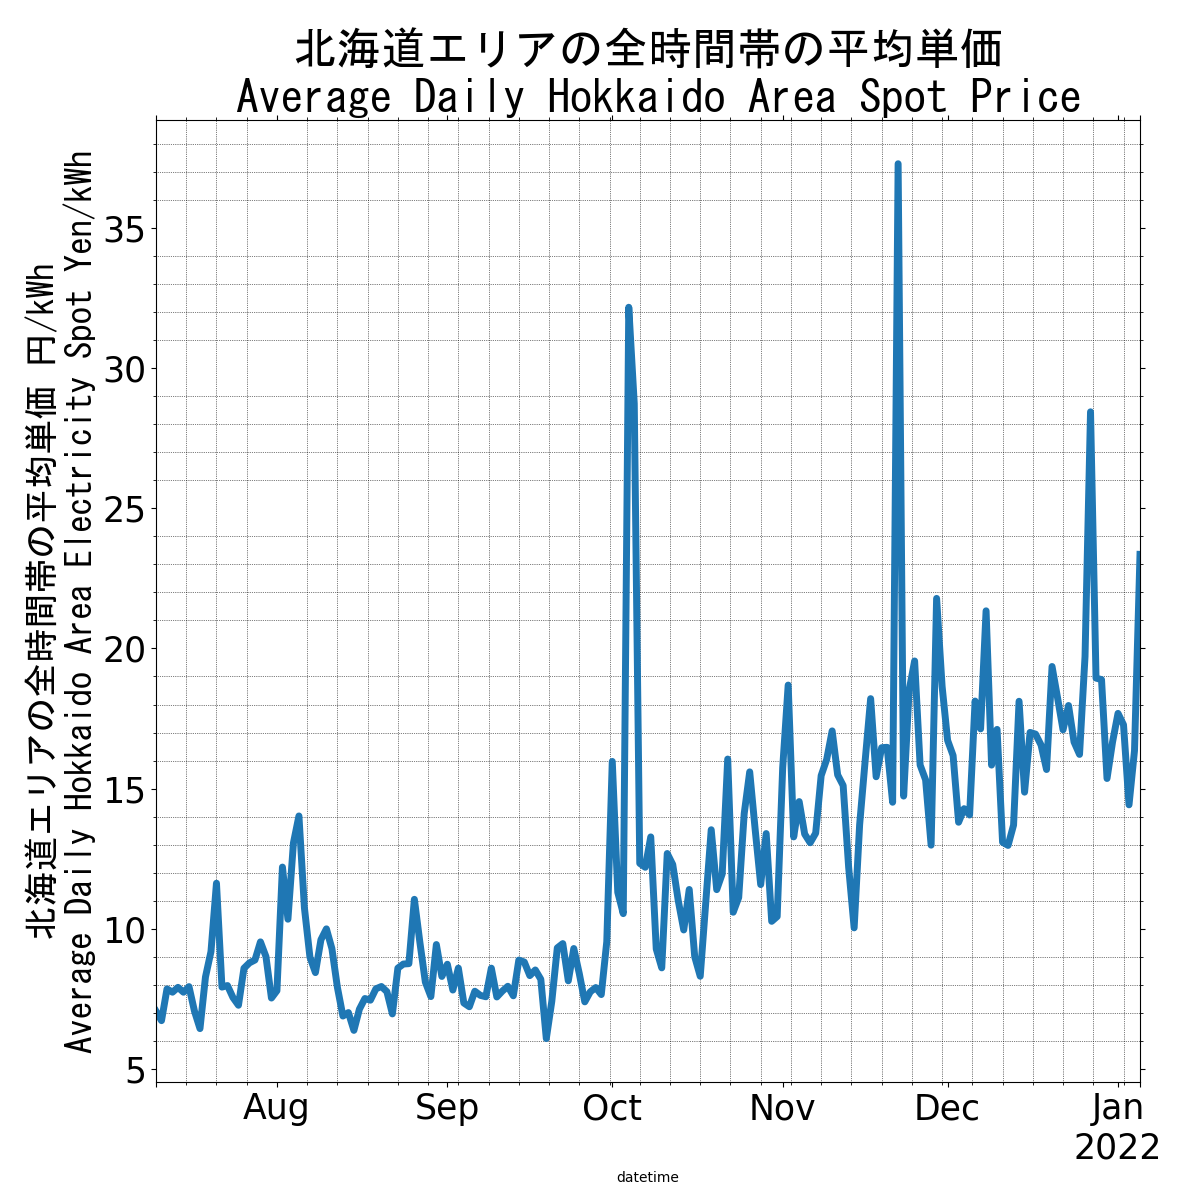 北海道エリアの全時間帯の平均単価
Average Daily Hokkaido Area Spot Price
北海道エリアの全時間帯の平均単価 円/kWh
Average Daily Hokkaido Area Electricity Spot Yen/kWh
35
30
25
20
15
10
5
Aug
Sep
Oct
Nov
Dec
Jan
2022
datetime